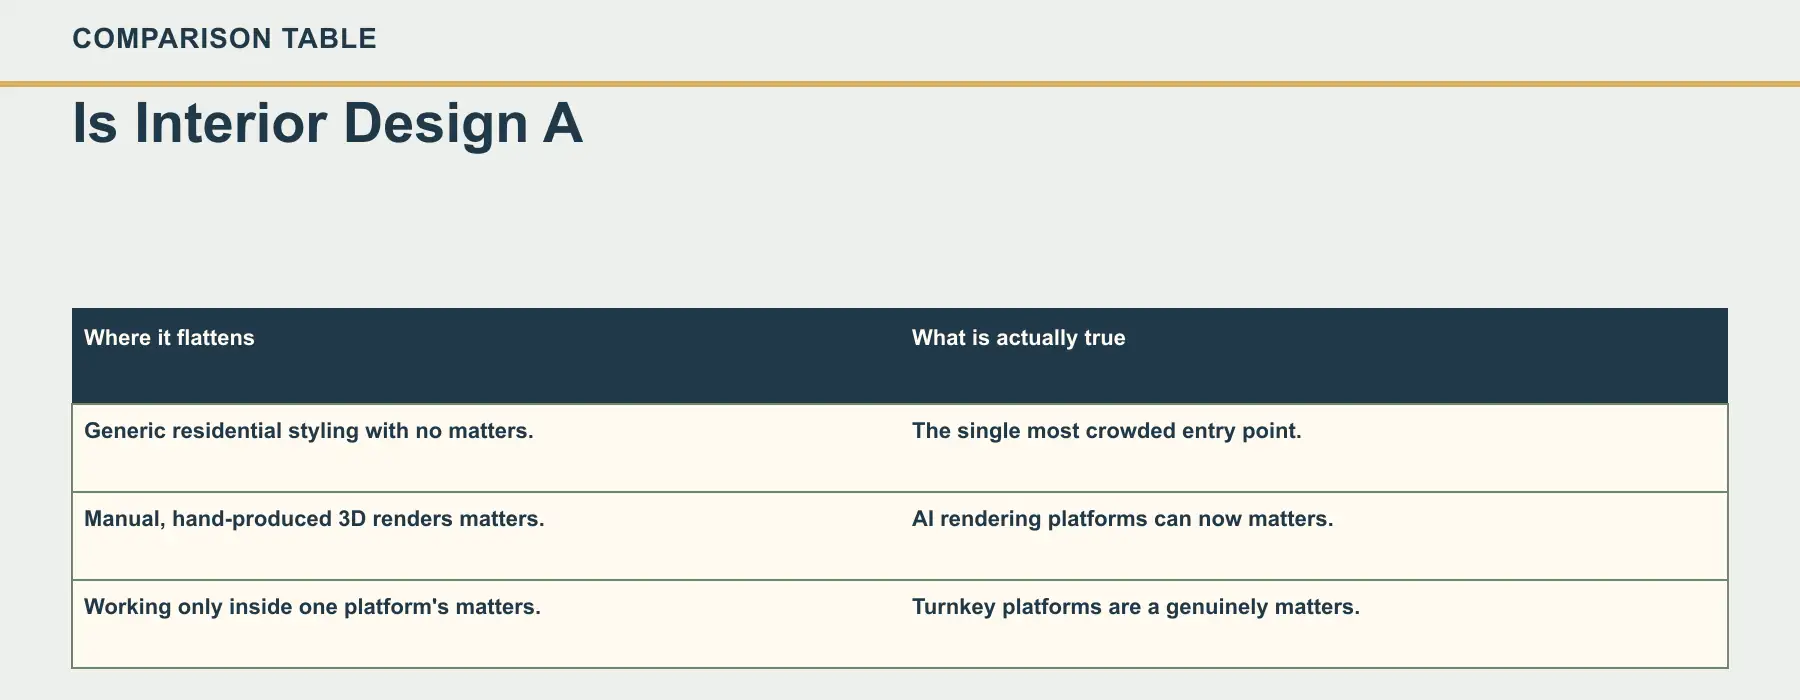 COMPARISON TABLE
Is Interior Design A
Where it flattens
What is actually true
Generic residential styling with no matters.
The single most crowded entry point.
Manual, hand-produced 3D renders matters.
AI rendering platforms can now matters.
Working only inside one platform's matters.
Turnkey platforms are a genuinely matters.